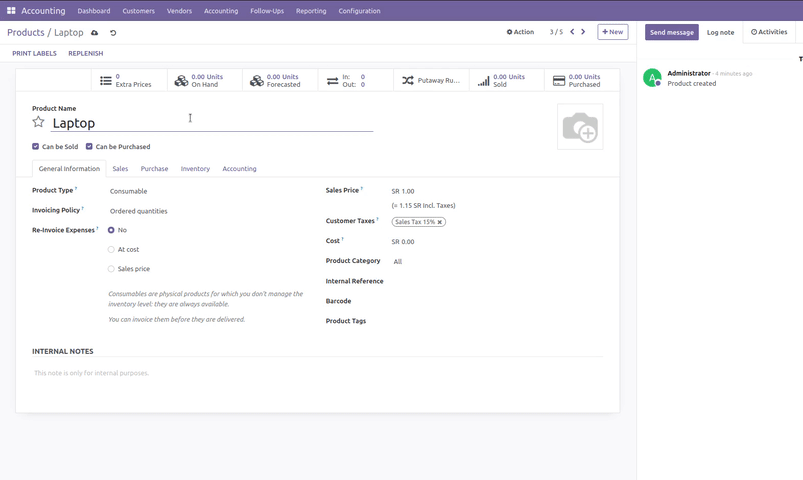 Accounting Dashboard Customers Vendors Accounting Follow-Ups Reporting Configuration
Products / Laptop
Action 3 / 5 New
Send message Log note Activities
PRINT LABELS REPLENISH
0 Extra Prices
0.00 Units On Hand
0.00 Units Forecasted
In: 0
Out: 0
Putaway Ru...
0.00 Units Sold
0.00 Units Purchased
Administrator - 4 minutes ago
Product created
A
Product Name
Laptop
Can be Sold Can be Purchased
General Information Sales Purchase Inventory Accounting
Product Type ? Consumable
Invoicing Policy ? Ordered quantities
Re-Invoice Expenses ? No
At cost
Sales price
Consumables are physical products for which you don't manage the
inventory level: they are always available.
You can invoice them before they are delivered.
Sales Price ? SR 1.00
(= 1.15 SR Incl. Taxes)
Customer Taxes ? Sales Tax 15% ×
Cost ? SR 0.00
Product Category All
Internal Reference
Barcode
Product Tags
INTERNAL NOTES
This note is only for internal purposes.